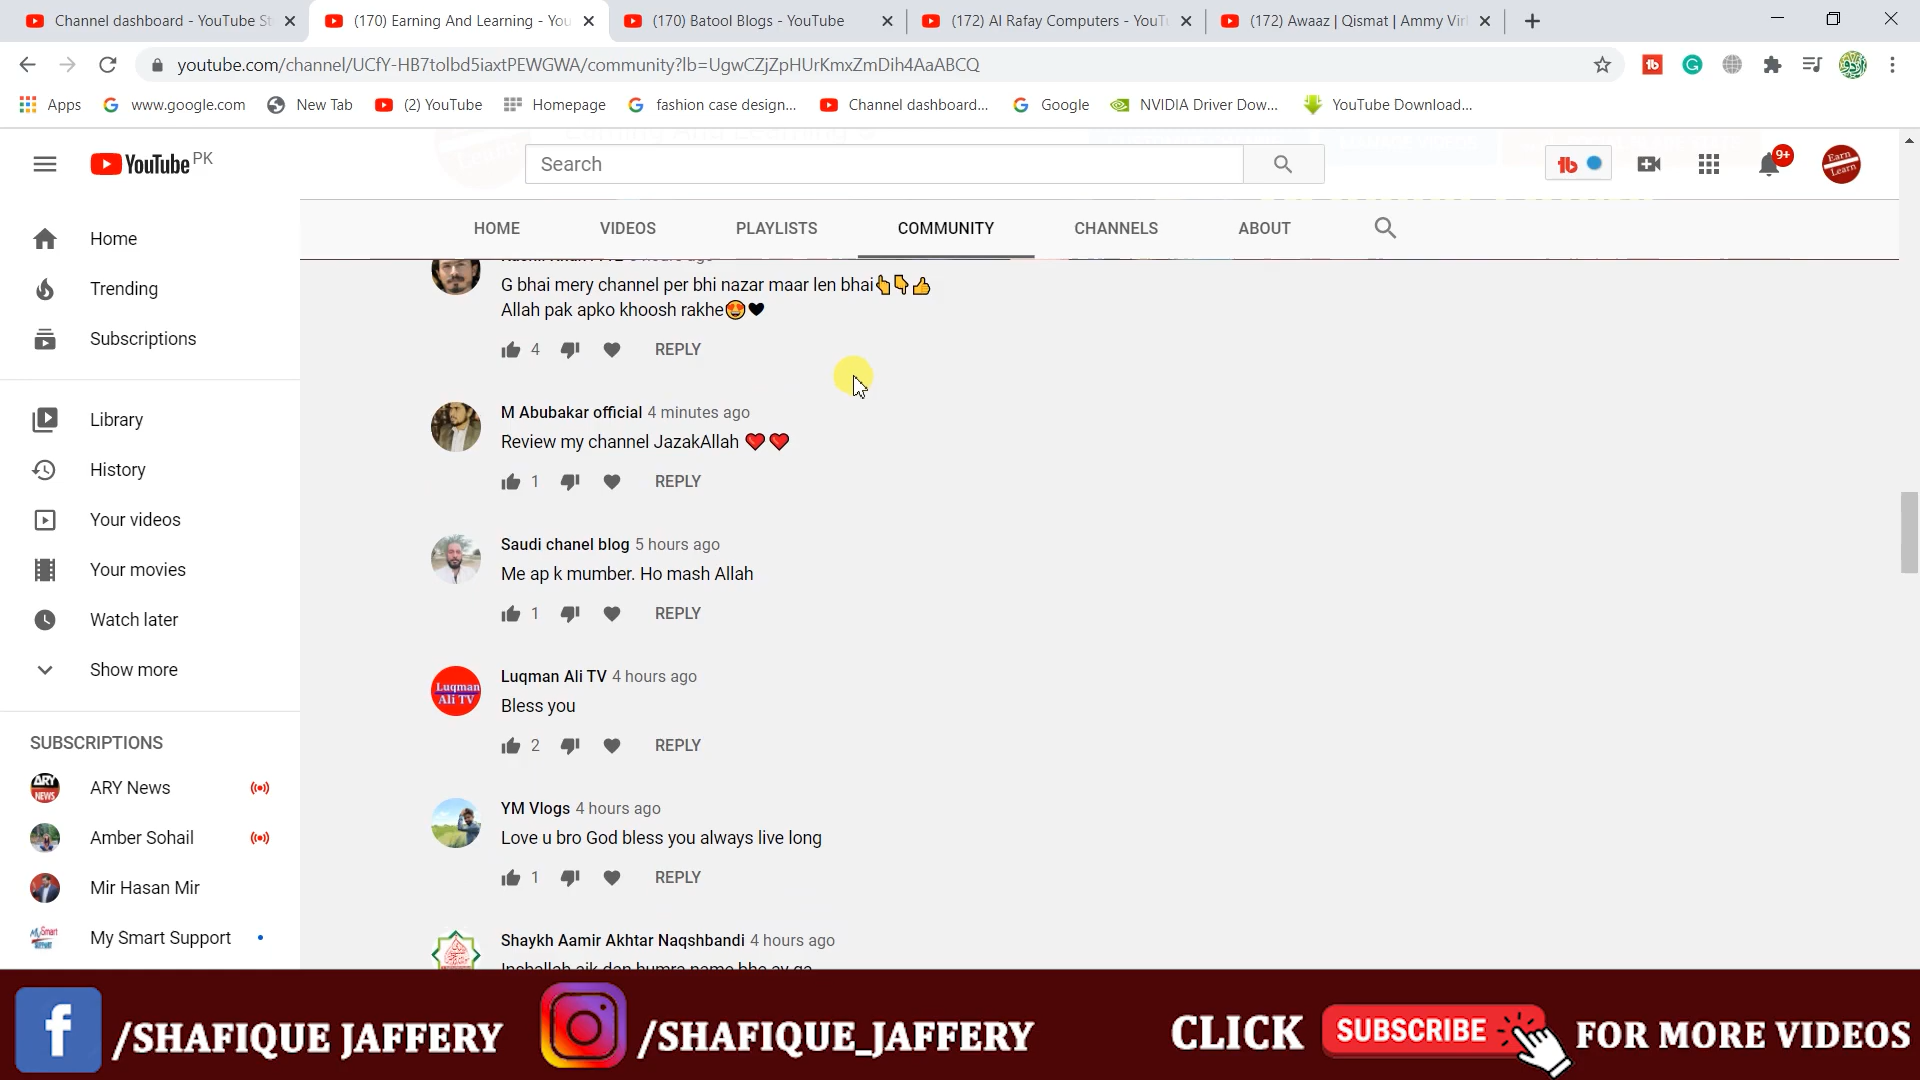 Channel dashboard - YouTube St
(170) Earning And Learning - You
(170) Batool Blogs - YouTube
(172) Al Rafay Computers - YouTu
(172) Awaaz | Qismat | Ammy Virk
youtube.com/channel/UCfY-HB7tolbd5iaxtPEWGWA/community?lb=UgwCZjZpHUrKmxZmDih4AaABCQ
Apps
www.google.com
New Tab
(2) YouTube
Homepage
fashion case design...
Channel dashboard...
Google
NVIDIA Driver Dow...
YouTube Download...
YouTube PK
Search
9+
Earn
Learn
HOME VIDEOS PLAYLISTS COMMUNITY CHANNELS ABOUT
Home
Trending
Subscriptions
Library
History
Your videos
Your movies
Watch later
Show more
SUBSCRIPTIONS
ARY News
Amber Sohail
Mir Hasan Mir
My Smart Support
G bhai mery channel per bhi nazar maar len bhai👆👇👍
Allah pak apko khoosh rakhe😍🖤
4 REPLY
M Abubakar official 4 minutes ago
Review my channel JazakAllah ❤️❤️
1 REPLY
Saudi chanel blog 5 hours ago
Me ap k mumber. Ho mash Allah
1 REPLY
Luqman
Ali TV
Luqman Ali TV 4 hours ago
Bless you
2 REPLY
YM Vlogs 4 hours ago
Love u bro God bless you always live long
1 REPLY
Shaykh Aamir Akhtar Naqshbandi 4 hours ago
/SHAFIQUE JAFFERY
/SHAFIQUE_JAFFERY
CLICK SUBSCRIBE FOR MORE VIDEOS